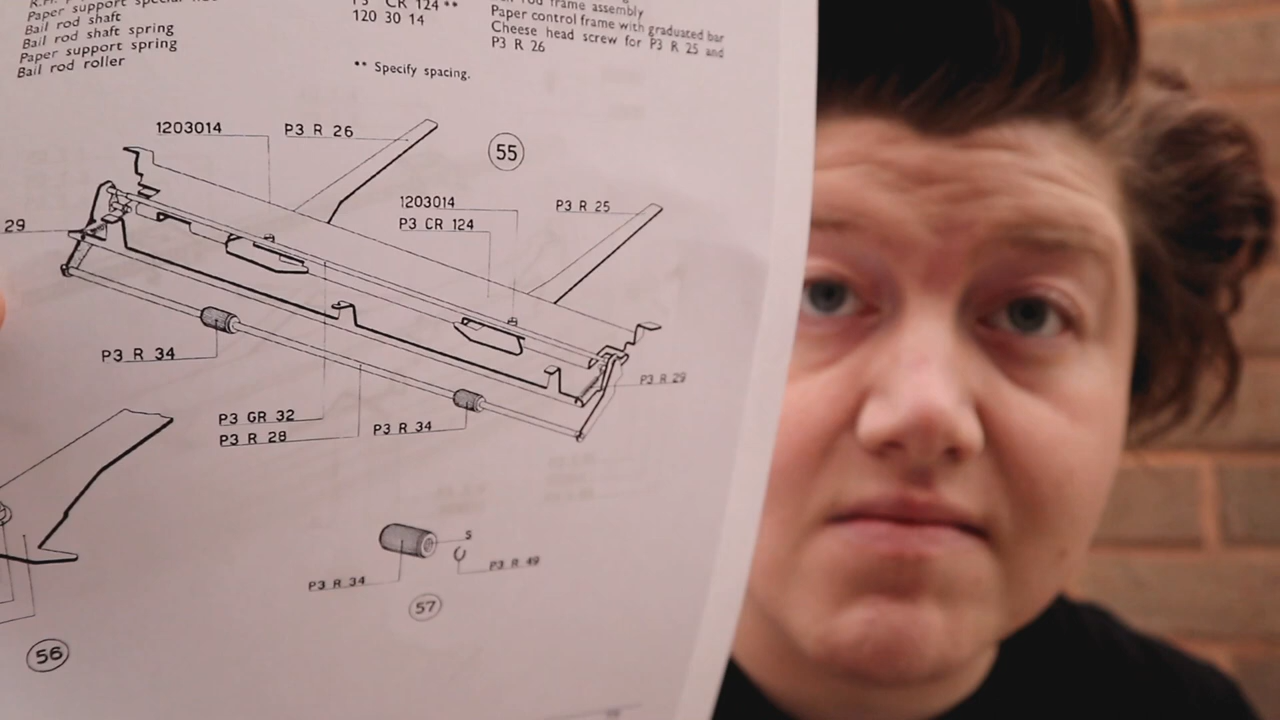 Paper support special
Bail rod shaft
Bail rod shaft spring
Paper support spring
Bail rod roller
P3 CR 124 **
120 30 14
** Specify spacing.
rod frame assembly
Paper control frame with graduated bar
Cheese head screw for P3 R 25 and
P3 R 26
1203014
P3 R 26
55
1203014
P3 CR 124
P3 R 25
29
P3 R 34
P3 R 29
P3 GR 32
P3 R 28
P3 R 34
S
P3 R 34
P3 R 49
57
56